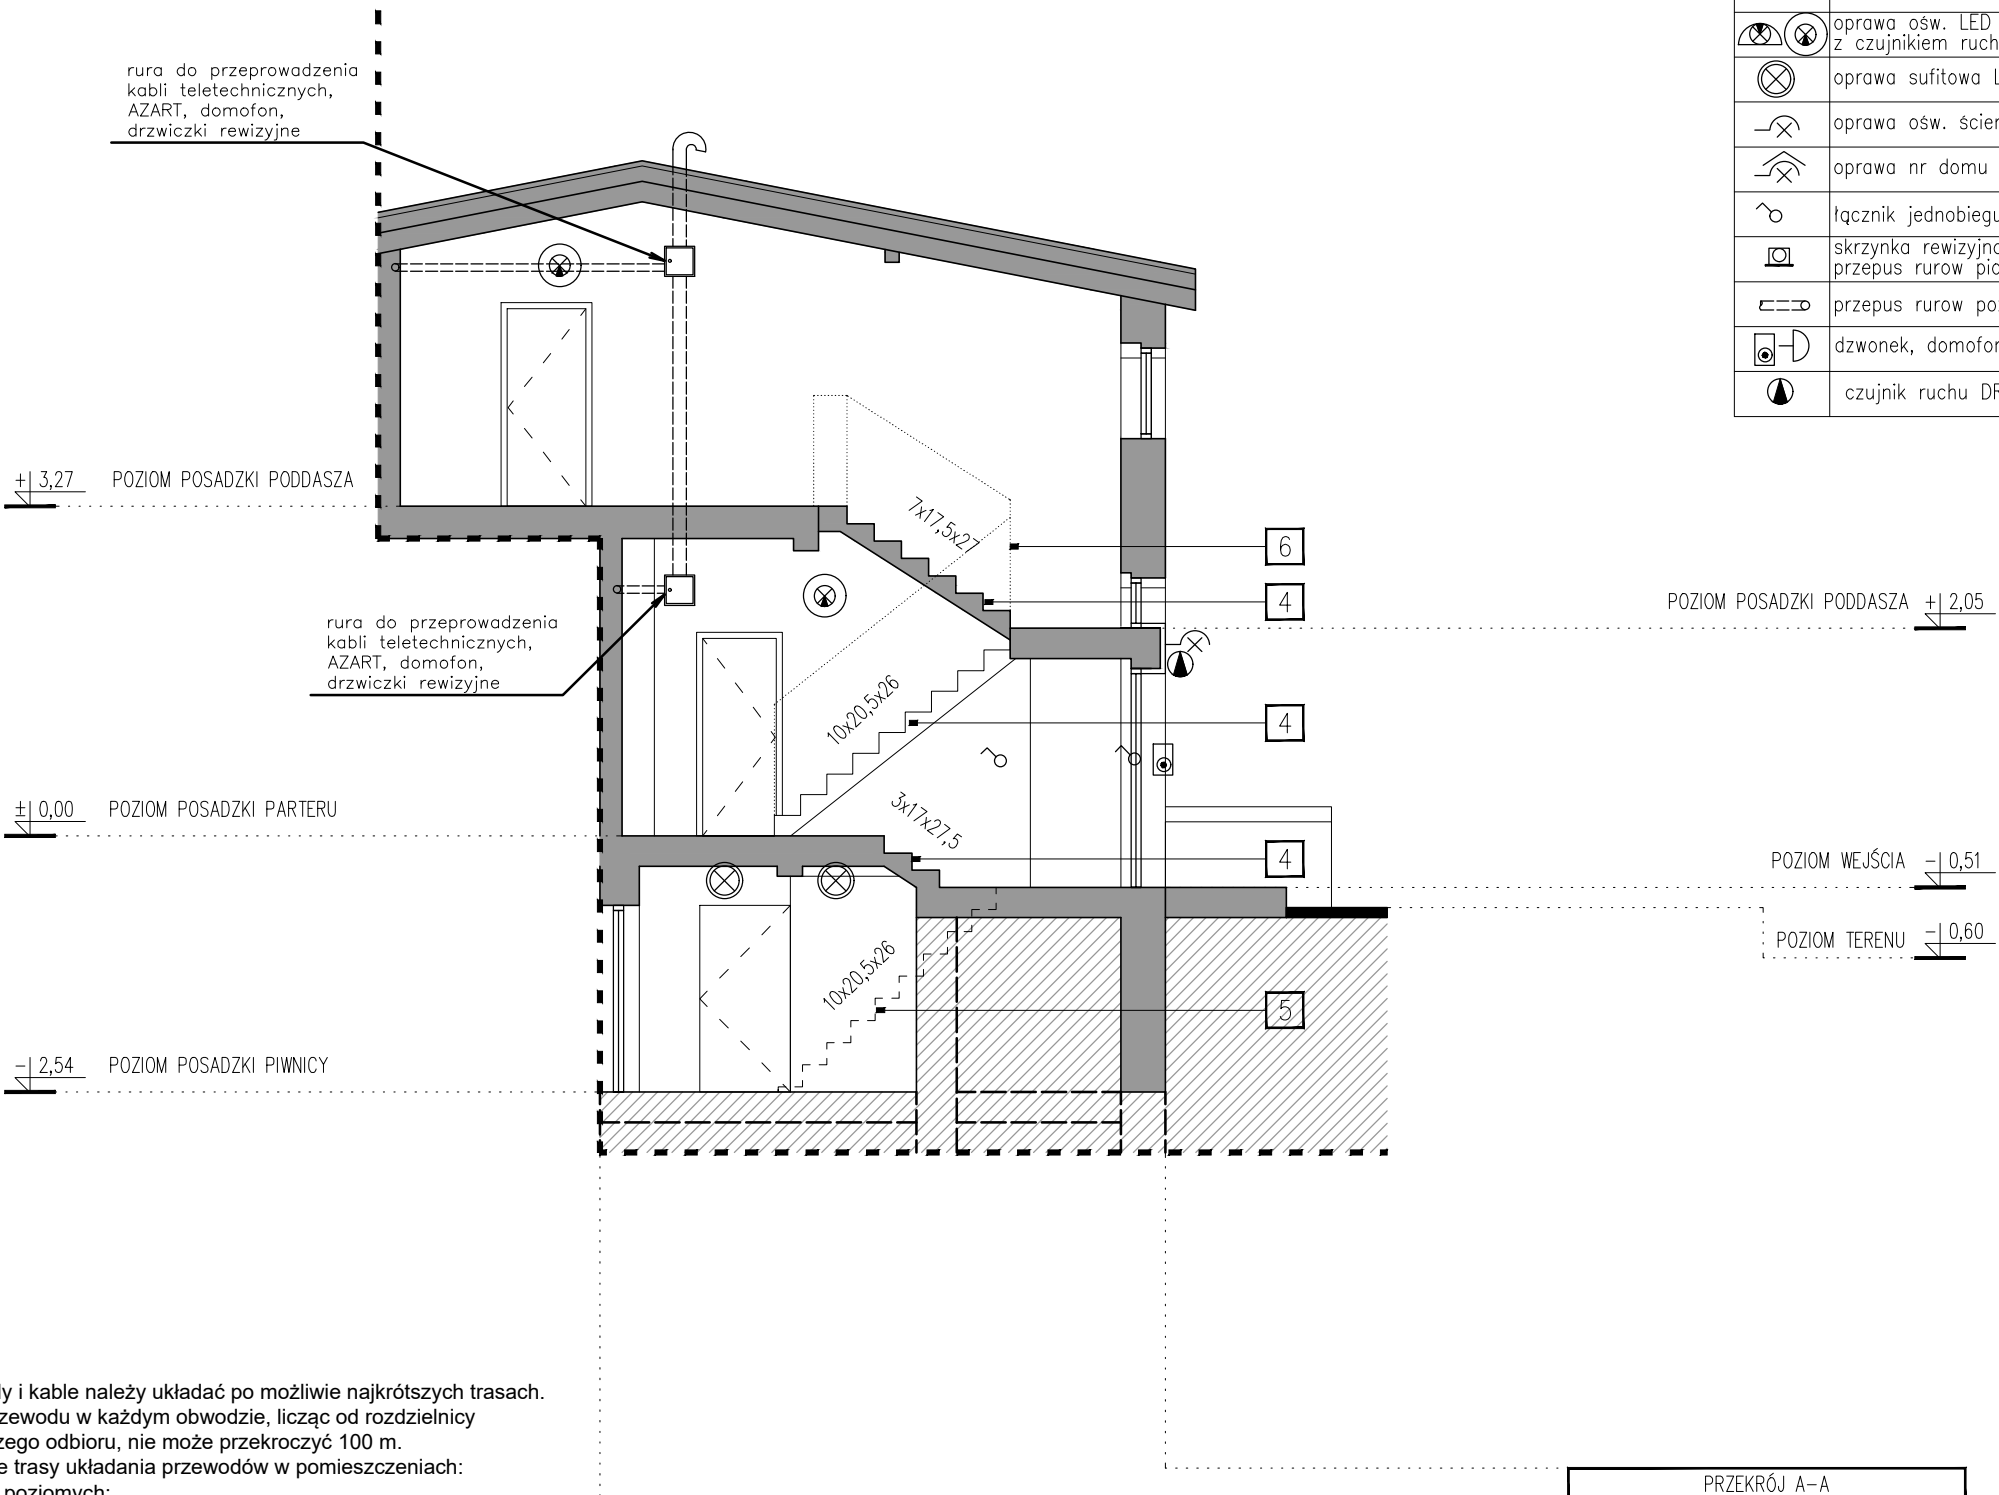 oprawa ośw. LED
z czujnikiem ruch
oprawa sufitowa L
oprawa ośw. ścien
oprawa nr domu
łącznik jednobiegu
skrzynka rewizyjna
przepus rurow pio
przepus rurow po
dzwonek, domofon
czujnik ruchu DR
rura do przeprowadzenia
kabli teletechnicznych,
AZART, domofon,
drzwiczki rewizyjne
+ 3,27 POZIOM POSADZKI PODDASZA
7x17,5x27
6
4
POZIOM POSADZKI PODDASZA + 2,05
rura do przeprowadzenia
kabli teletechnicznych,
AZART, domofon,
drzwiczki rewizyjne
10x20,5x26
4
± 0,00 POZIOM POSADZKI PARTERU
3x17x27,5
4
POZIOM WEJŚCIA - 0,51
POZIOM TERENU - 0,60
10x20,5x26
5
- 2,54 POZIOM POSADZKI PIWNICY
dy i kable należy układać po możliwie najkrótszych trasach.
zewodu w każdym obwodzie, licząc od rozdzielnicy
zego odbioru, nie może przekroczyć 100 m.
e trasy układania przewodów w pomieszczeniach:
poziomych:
PRZEKRÓJ A-A